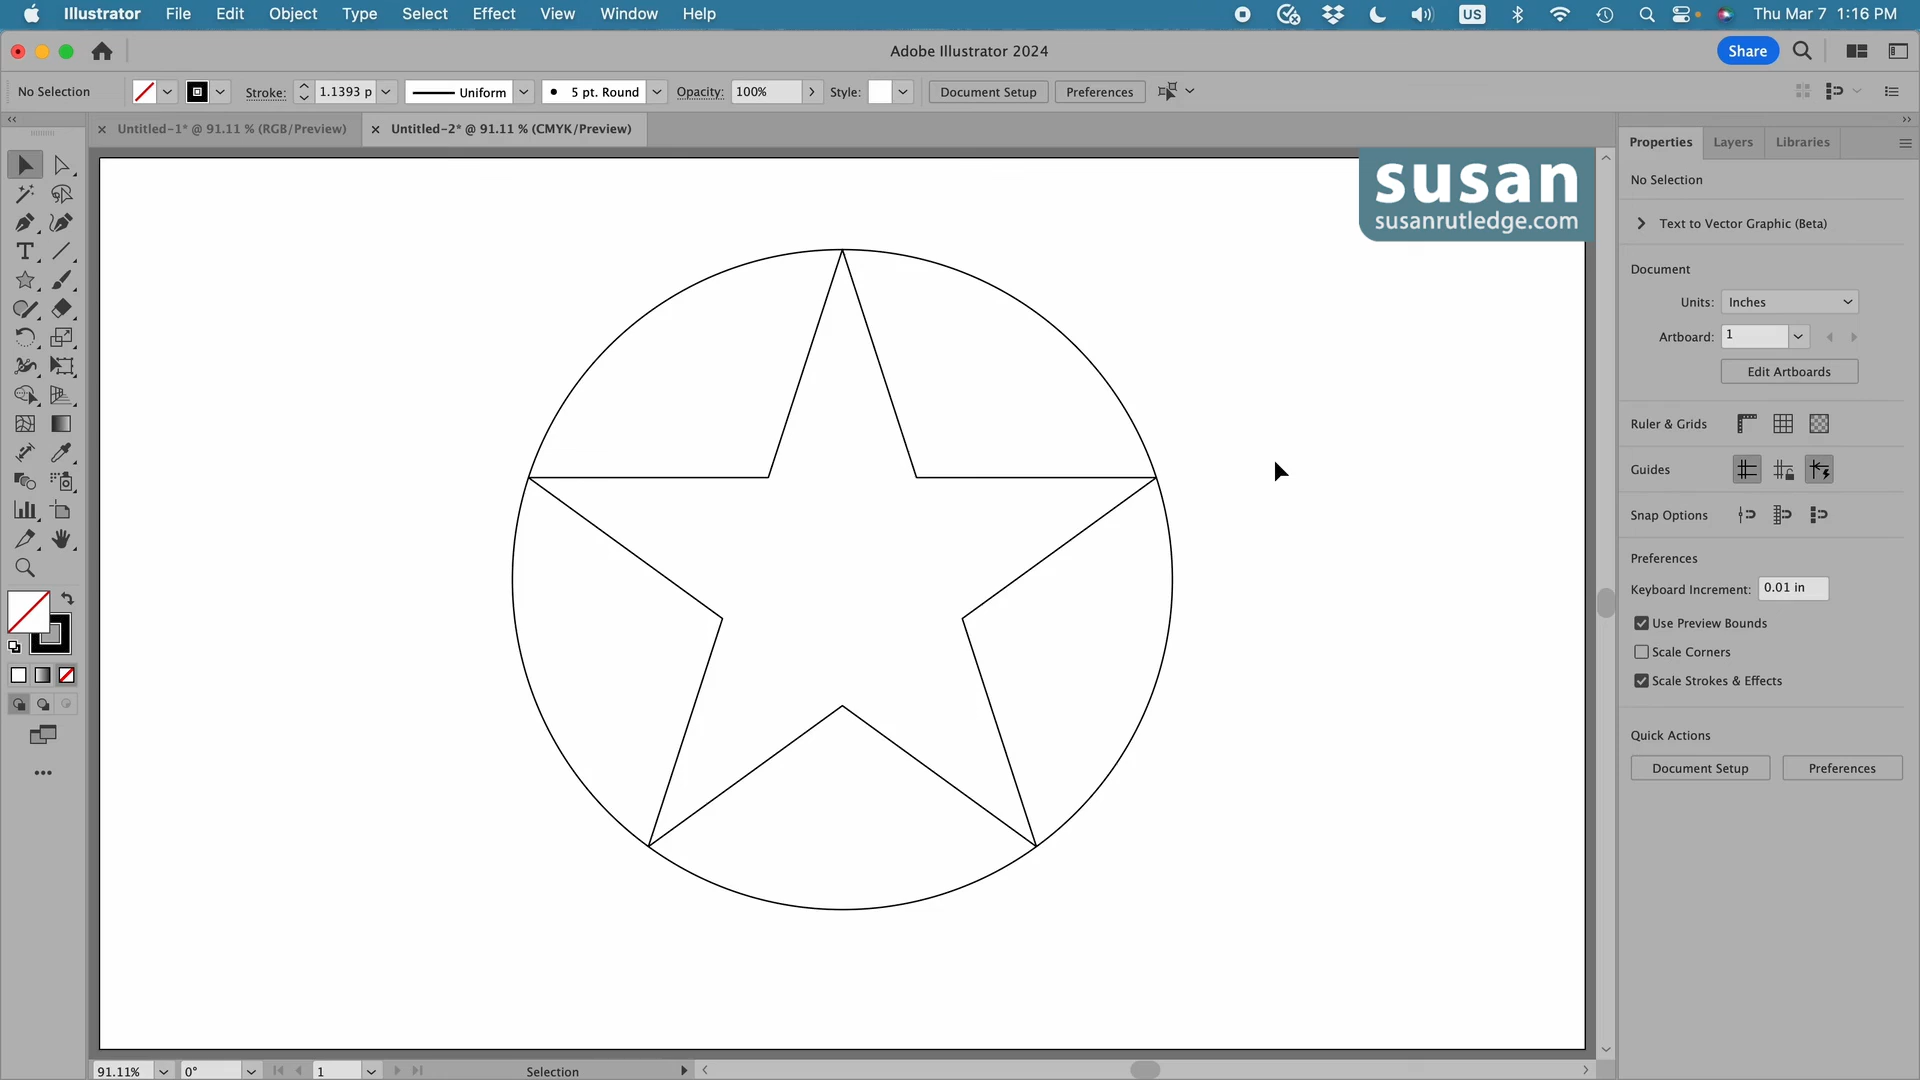 Illustrator File Edit Object Type Select Effect View Window Help US Thu Mar 7 1:16 PM
Adobe Illustrator 2024 Share
No Selection Stroke: 1.1393 p Uniform 5 pt. Round Opacity: 100% Style: Document Setup Preferences
Untitled-1* @ 91.11 % (RGB/Preview) Untitled-2* @ 91.11 % (CMYK/Preview)
susan
susanrutledge.com
Properties Layers Libraries
No Selection
Text to Vector Graphic (Beta)
Document
Units: Inches
Artboard: 1
Edit Artboards
Ruler & Grids
Guides
Snap Options
Preferences
Keyboard Increment: 0.01 in
Use Preview Bounds
Scale Corners
Scale Strokes & Effects
Quick Actions
Document Setup Preferences
91.11% 0° 1 Selection